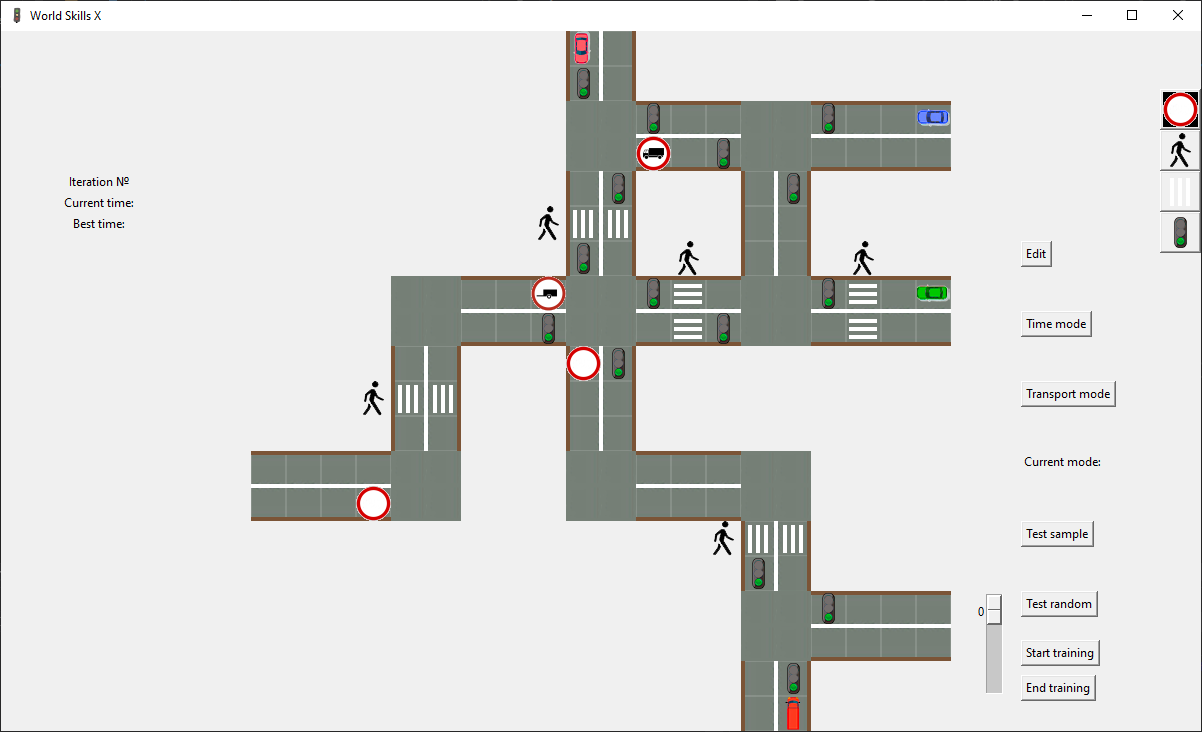 World Skills X
Iteration №
Current time:
Best time:
Edit
Time mode
Transport mode
Current mode:
Test sample
Test random
0
Start training
End training